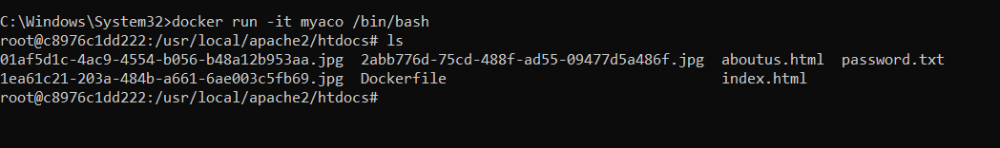 C:\Windows\System32>docker run -it myaco /bin/bash
root@c8976c1dd222:/usr/local/apache2/htdocs# ls
01af5d1c-4ac9-4554-b056-b48a12b953aa.jpg  2abb776d-75cd-488f-ad55-09477d5a486f.jpg  aboutus.html  password.txt
1ea61c21-203a-484b-a661-6ae003c5fb69.jpg  Dockerfile                                index.html
root@c8976c1dd222:/usr/local/apache2/htdocs#